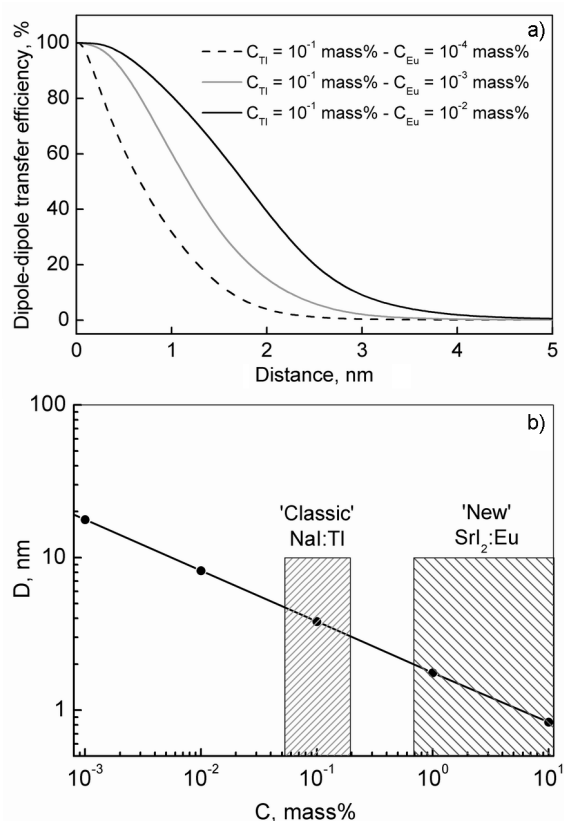 a)
Dipole-dipole transfer efficiency, %
100
80
60
40
20
0
C_Tl = 10^-1 mass% - C_Eu = 10^-4 mass%
C_Tl = 10^-1 mass% - C_Eu = 10^-3 mass%
C_Tl = 10^-1 mass% - C_Eu = 10^-2 mass%
0 1 2 3 4 5
Distance, nm
b)
D, nm
100
10
1
'Classic'
NaI:Tl
'New'
SrI₂:Eu
10^-3 10^-2 10^-1 10^0 10^1
C, mass%